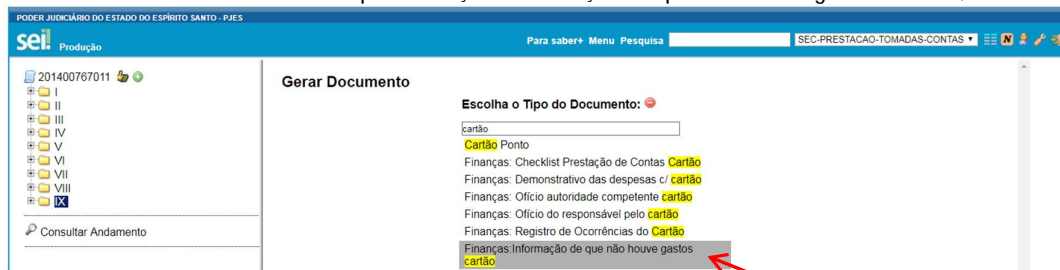 PODER JUDICIÁRIO DO ESTADO DO ESPÍRITO SANTO - PJES
sei! Produção
Para saber+ Menu Pesquisa
SEC-PRESTACAO-TOMADAS-CONTAS
N
201400767011
I
II
III
IV
V
VI
VII
VIII
IX
Consultar Andamento
Gerar Documento
Escolha o Tipo do Documento:
cartão
Cartão Ponto
Finanças: Checklist Prestação de Contas Cartão
Finanças: Demonstrativo das despesas c/ cartão
Finanças: Ofício autoridade competente cartão
Finanças: Ofício do responsável pelo cartão
Finanças: Registro de Ocorrências do Cartão
Finanças:Informação de que não houve gastos
cartão